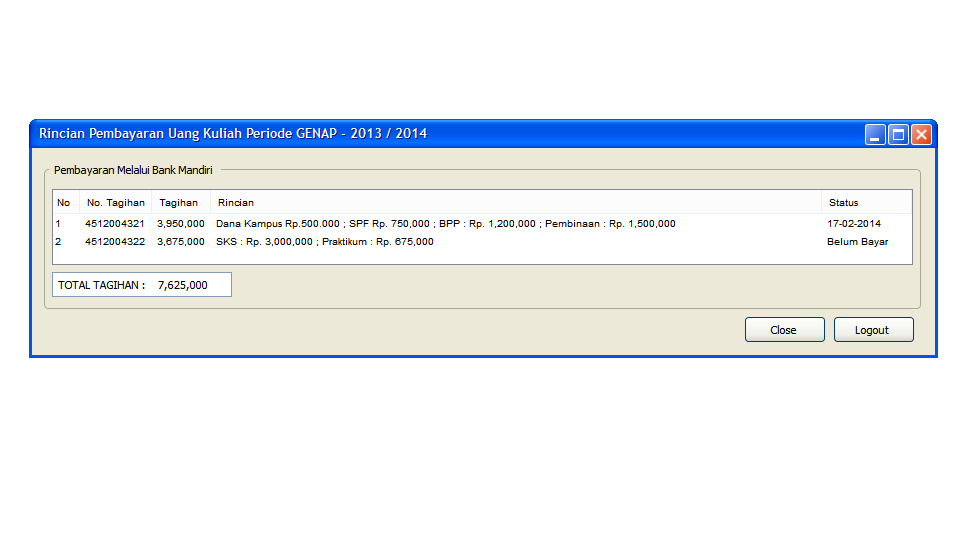 Rincian Pembayaran Uang Kuliah Periode GENAP - 2013 / 2014
Pembayaran Melalui Bank Mandiri
No No. Tagihan Tagihan Rincian Status
1 4512004321 3,950,000 Dana Kampus Rp.500.000 ; SPF Rp. 750,000 ; BPP : Rp. 1,200,000 ; Pembinaan : Rp. 1,500,000 17-02-2014
2 4512004322 3,675,000 SKS : Rp. 3,000,000 ; Praktikum : Rp. 675,000 Belum Bayar
TOTAL TAGIHAN : 7,625,000
Close Logout